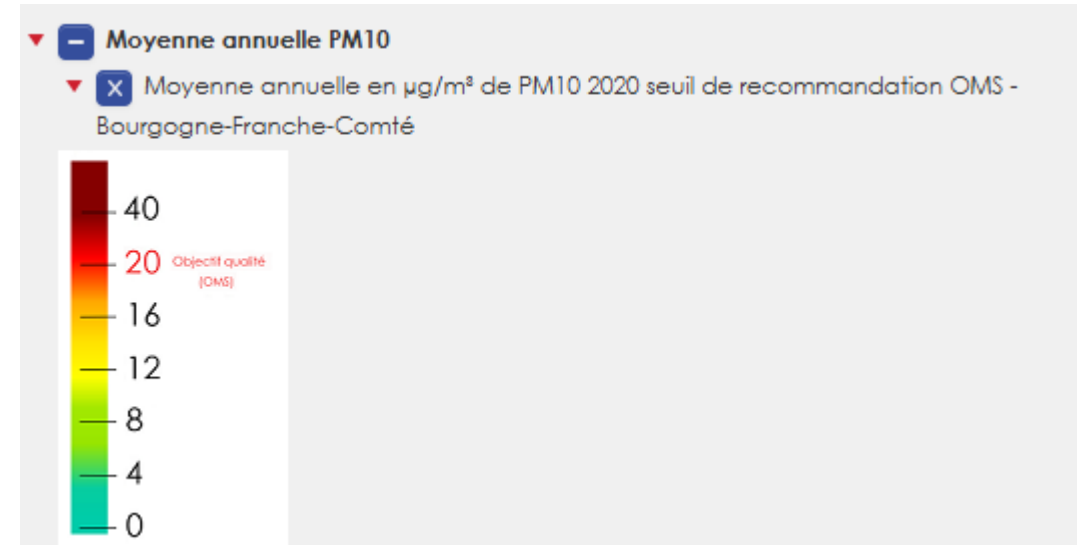 Moyenne annuelle PM10
X Moyenne annuelle en µg/m³ de PM10 2020 seuil de recommandation OMS -
Bourgogne-Franche-Comté
40
20 Objectif qualité
(OMS)
16
12
8
4
0